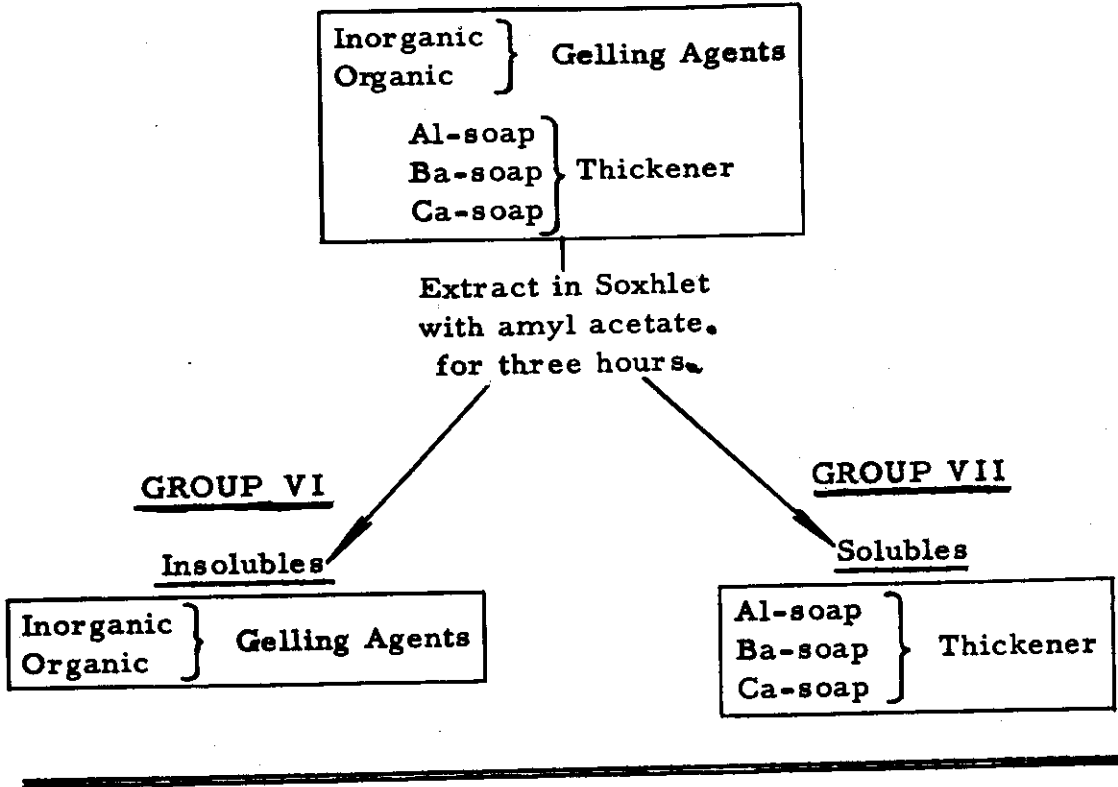 Inorganic
Organic
Gelling Agents
Al-soap
Ba-soap
Ca-soap
Thickener
Extract in Soxhlet
with amyl acetate.
for three hours.
GROUP VI
Insolubles
Inorganic
Organic
Gelling Agents
GROUP VII
Solubles
Al-soap
Ba-soap
Ca-soap
Thickener